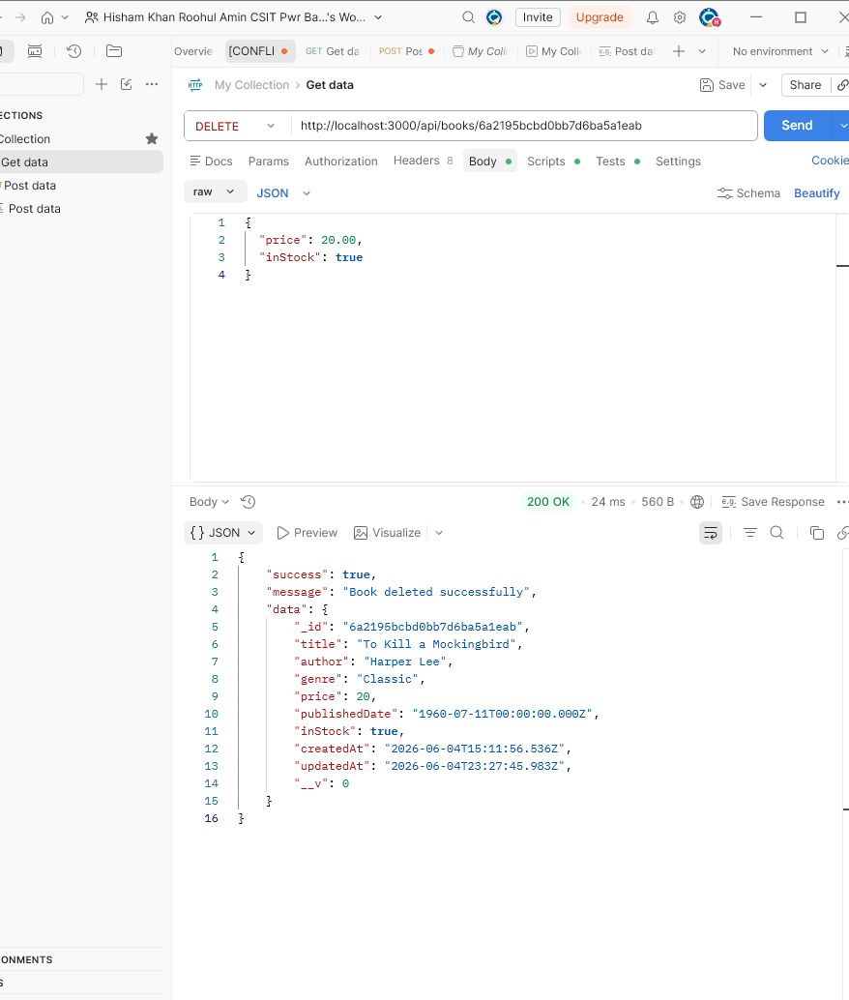 Hisham Khan Roohul Amin CSIT Pwr Ba...'s Wo... Invite Upgrade
Overvie [CONFLI GET Get da POST Pos My Coll My Coll e.g. Post dat No environment
My Collection › Get data Save Share
HTTP
ECTIONS
Collection
Get data
Post data
Post data
DELETE http://localhost:3000/api/books/6a2195bcbd0bb7d6ba5a1eab Send
Docs Params Authorization Headers 8 Body Scripts Tests Settings Cookie
raw JSON Schema Beautify
1 {
2 "price": 20.00,
3 "inStock": true
4 }
Body 200 OK • 24 ms • 560 B • e.g. Save Response
{} JSON Preview Visualize
1 {
2 "success": true,
3 "message": "Book deleted successfully",
4 "data": {
5 "_id": "6a2195bcbd0bb7d6ba5a1eab",
6 "title": "To Kill a Mockingbird",
7 "author": "Harper Lee",
8 "genre": "Classic",
9 "price": 20,
10 "publishedDate": "1960-07-11T00:00:00.000Z",
11 "inStock": true,
12 "createdAt": "2026-06-04T15:11:56.536Z",
13 "updatedAt": "2026-06-04T23:27:45.983Z",
14 "__v": 0
15 }
16 }
ONMENTS
S